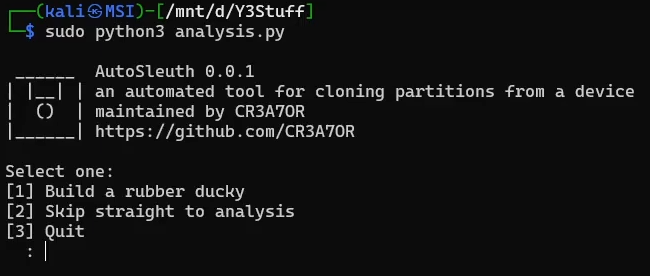 ┌──(kali㉿MSI)-[/mnt/d/Y3Stuff]
└─$ sudo python3 analysis.py
 ______  AutoSleuth 0.0.1
| |__| | an automated tool for cloning partitions from a device
|  ()  | maintained by CR3A7OR
|______| https://github.com/CR3A7OR
Select one:
[1] Build a rubber ducky
[2] Skip straight to analysis
[3] Quit
  :